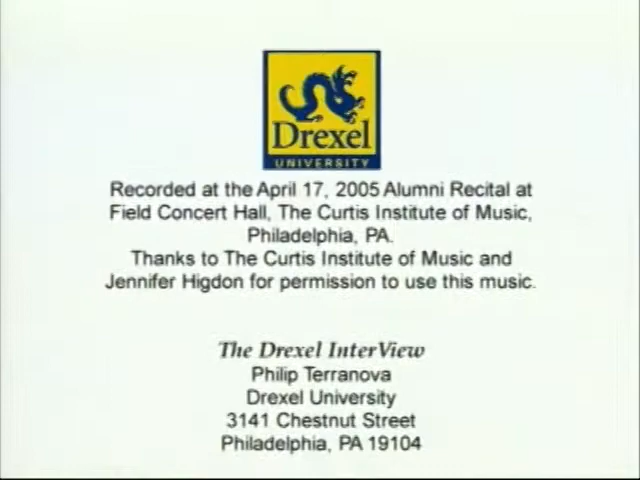 Drexel
UNIVERSITY
Recorded at the April 17, 2005 Alumni Recital at
Field Concert Hall, The Curtis Institute of Music,
Philadelphia, PA.
Thanks to The Curtis Institute of Music and
Jennifer Higdon for permission to use this music.
The Drexel InterView
Philip Terranova
Drexel University
3141 Chestnut Street
Philadelphia, PA 19104